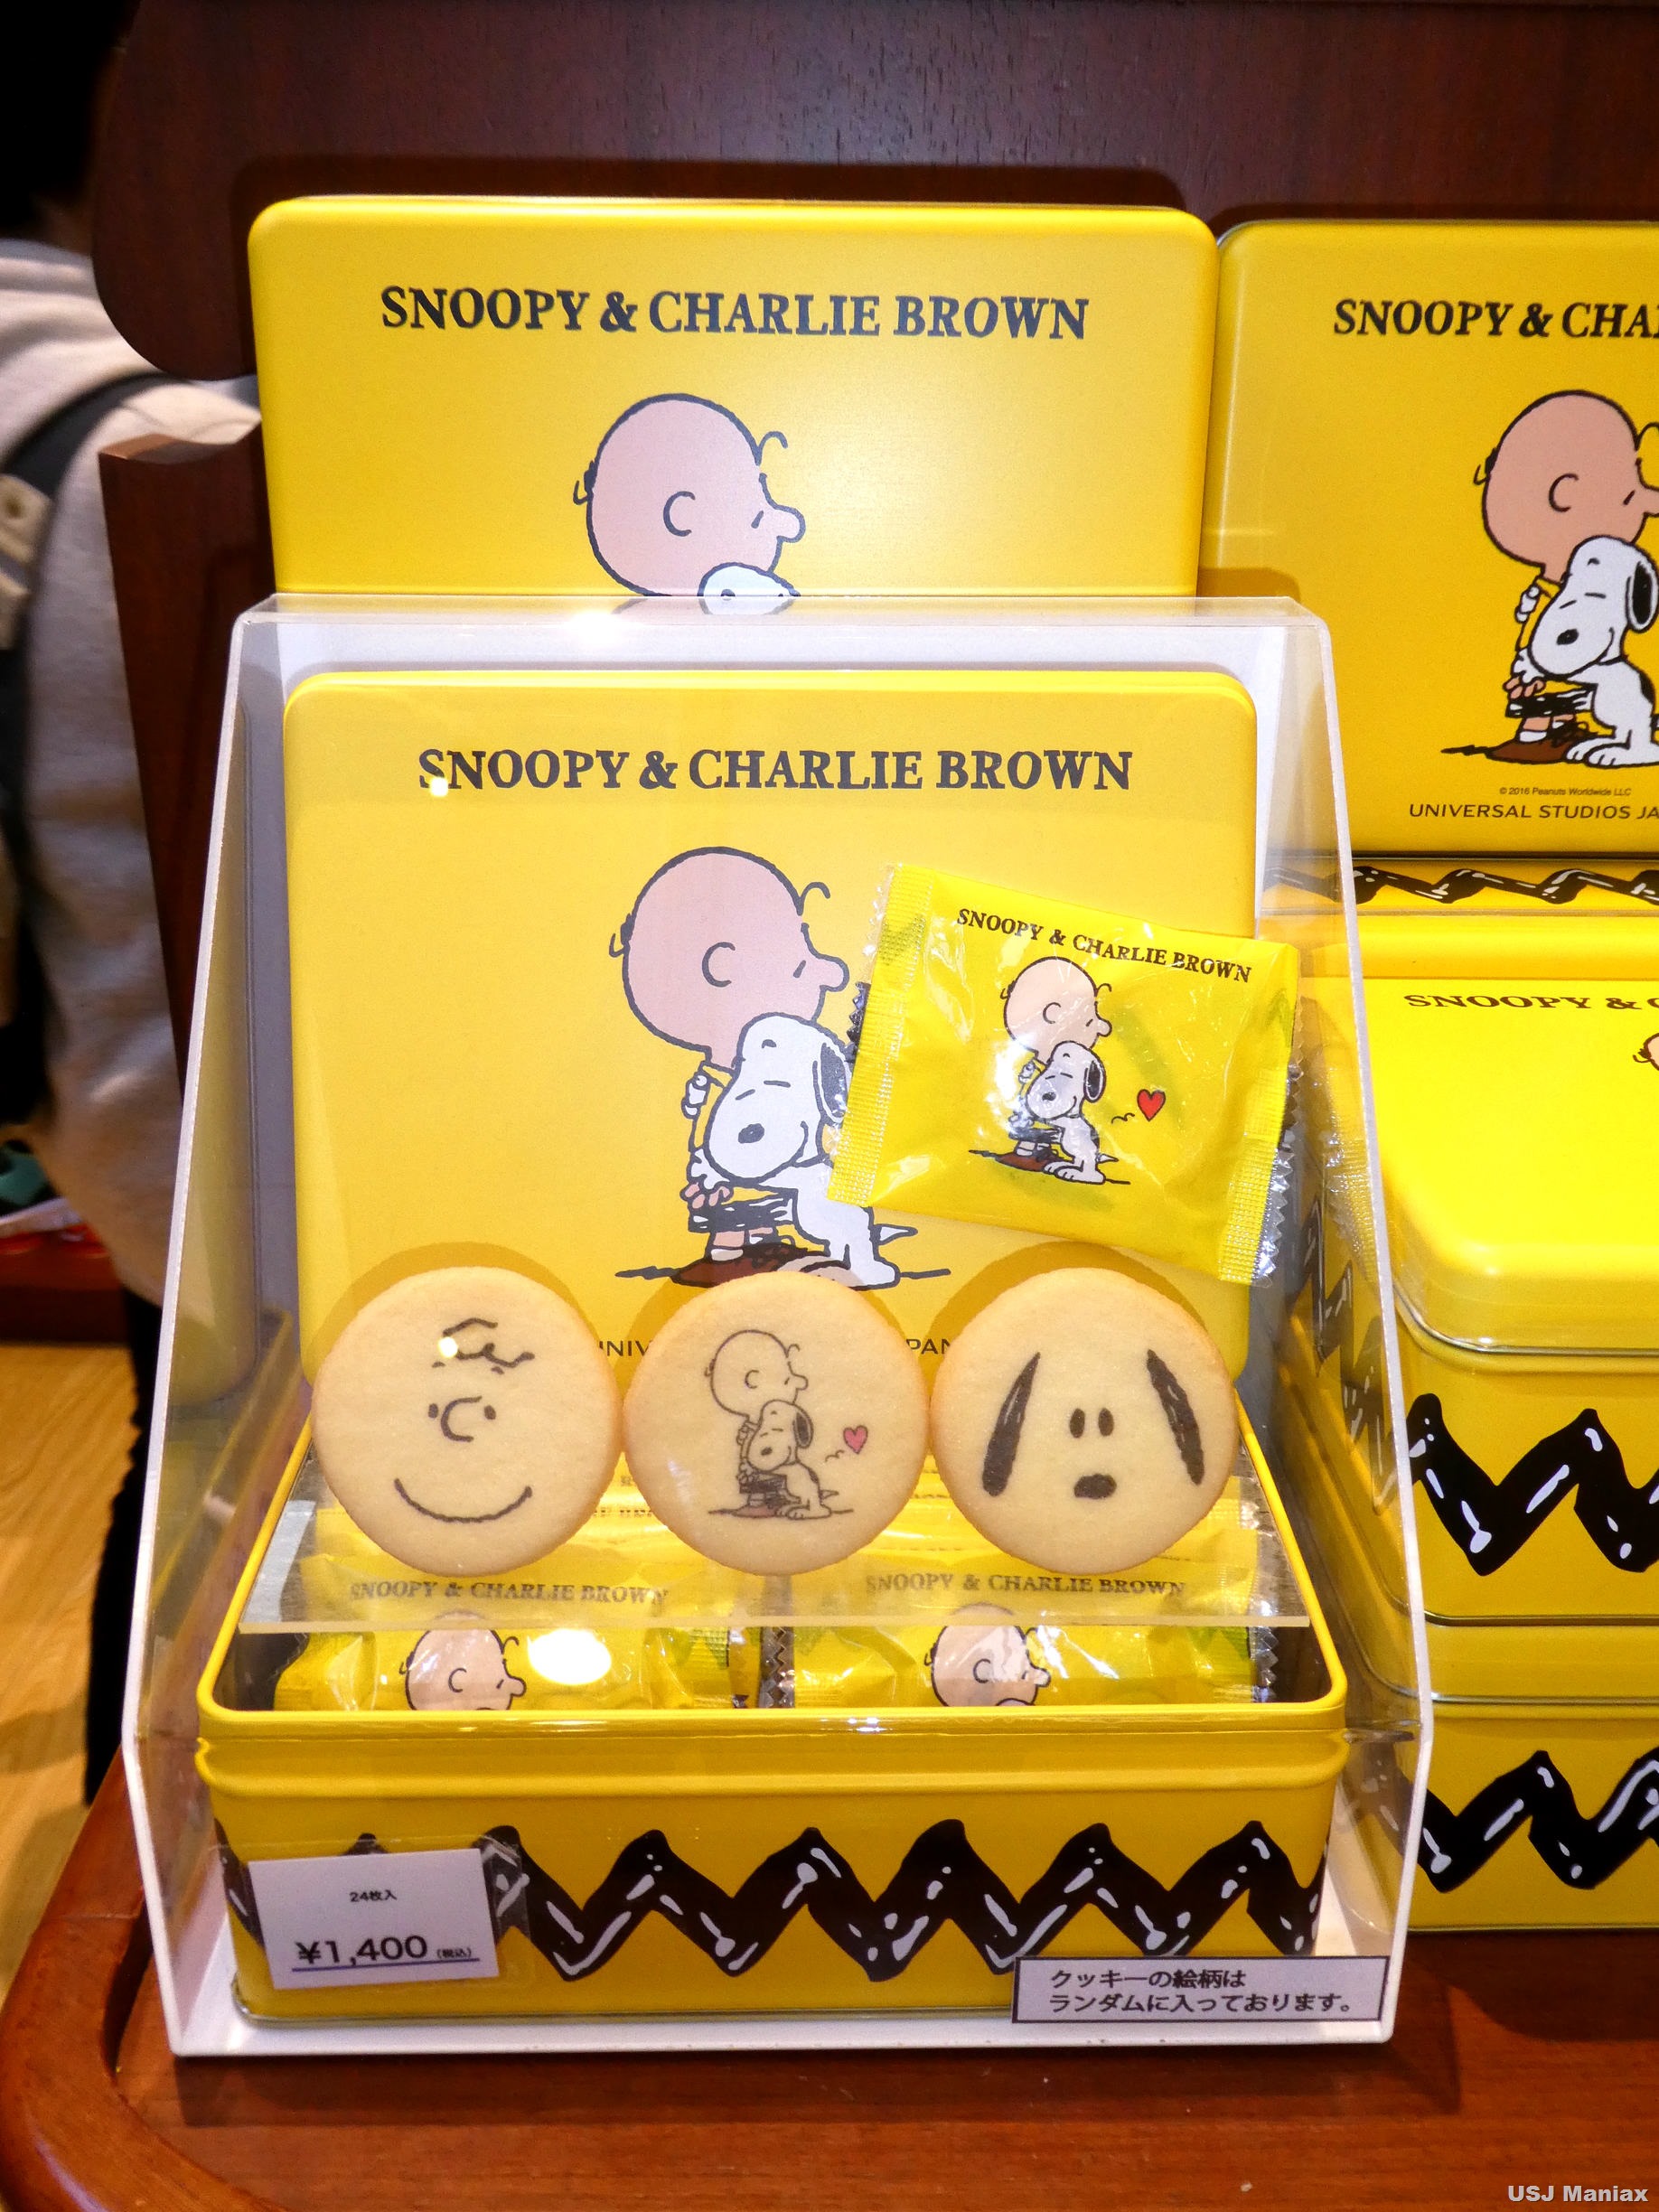 SNOOPY & CHARLIE BROWN
SNOOPY & CHA
© 2016 Peanuts Worldwide LLC
UNIVERSAL STUDIOS JA
SNOOPY & CHARLIE BROWN
SNOOPY & CHARLIE BROWN
SNOOPY &
SNOOPY & CHARLIE BROWN
SNOOPY & CHARLIE BROWN
24枚入
¥1,400(税込)
クッキーの絵柄は
ランダムに入っております。
USJ Maniax